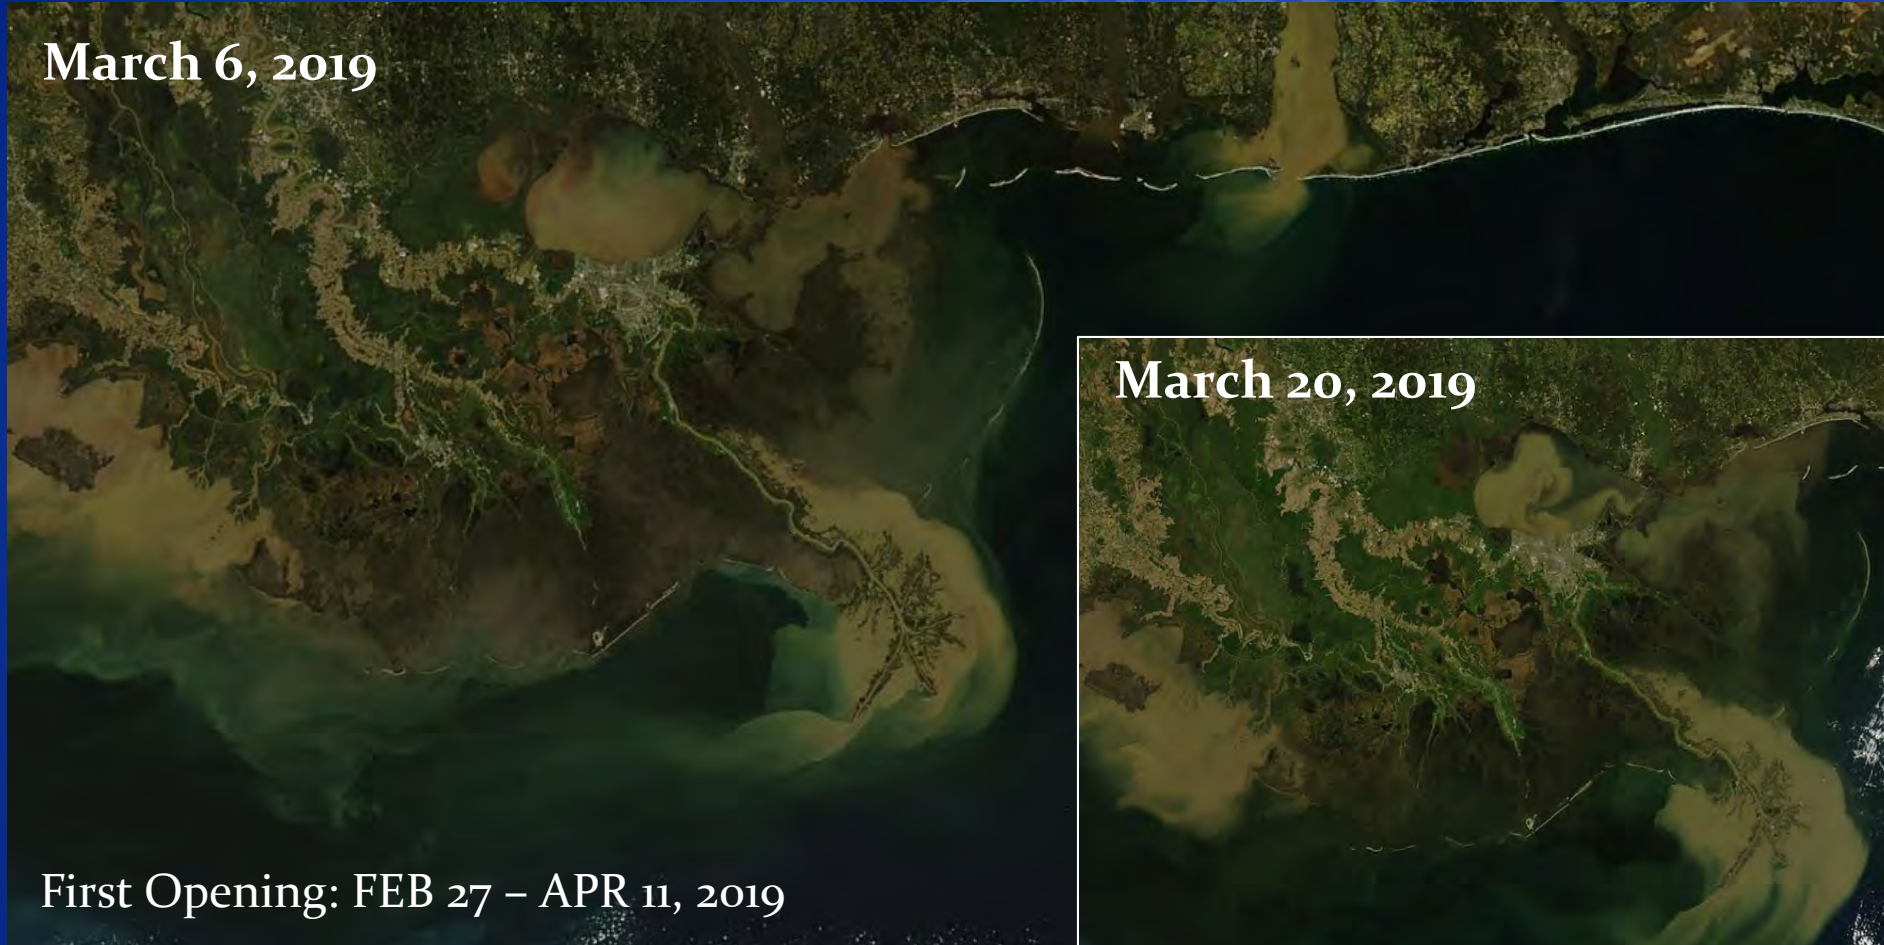 March 6, 2019
March 20, 2019
First Opening: FEB 27 – APR 11, 2019